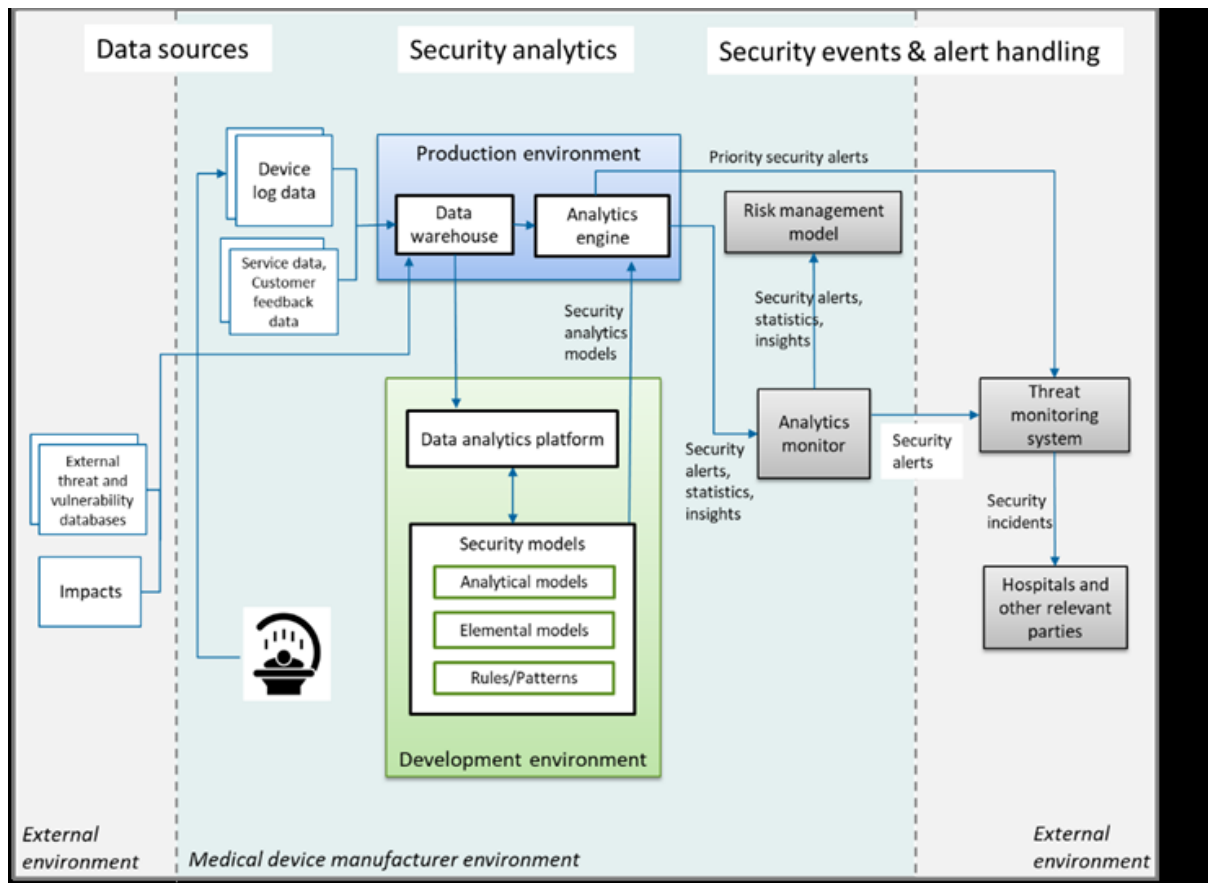 Data sources
Security analytics
Security events & alert handling
Device
log data
Service data,
Customer
feedback
data
External
threat and
vulnerability
databases
Impacts
Production environment
Data
warehouse
Analytics
engine
Security
analytics
models
Data analytics platform
Security models
Analytical models
Elemental models
Rules/Patterns
Development environment
Priority security alerts
Risk management
model
Security alerts,
statistics,
insights
Analytics
monitor
Security
alerts,
statistics,
insights
Security
alerts
Threat
monitoring
system
Security
incidents
Hospitals and
other relevant
parties
External
environment
Medical device manufacturer environment
External
environment